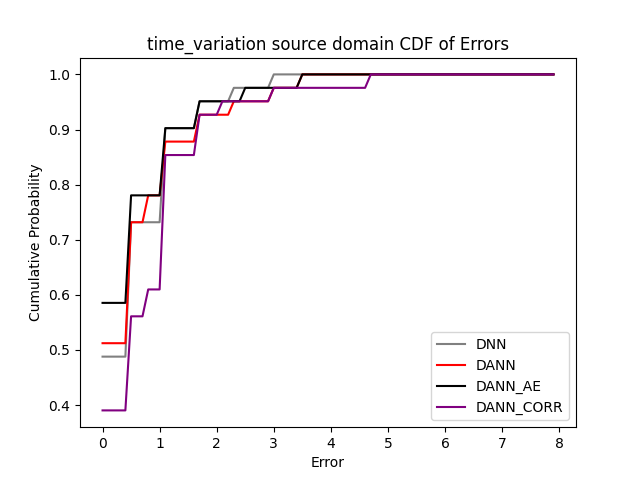 time_variation source domain CDF of Errors
1.0
0.9
0.8
0.7
0.6
0.5
0.4
Cumulative Probability
0 1 2 3 4 5 6 7 8
Error
DNN
DANN
DANN_AE
DANN_CORR